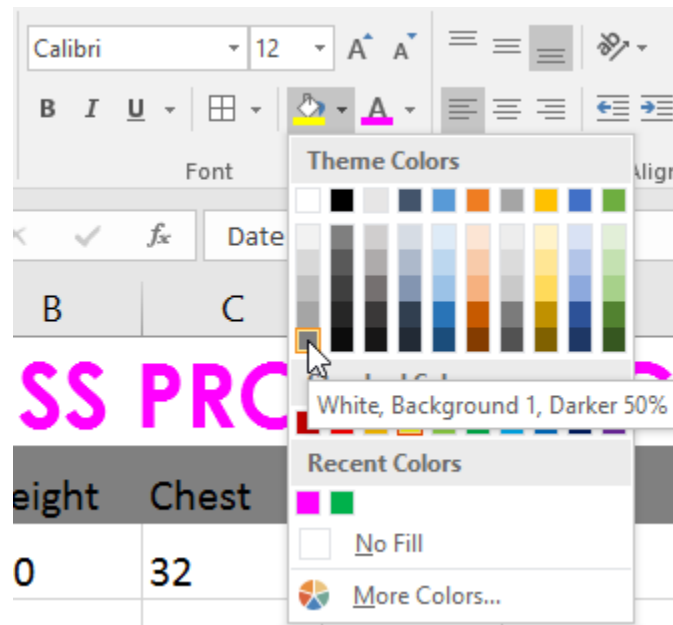 Calibri 12 A A
B I U A
Font
Alig
Theme Colors
fx Date
B C
SS PRO
White, Background 1, Darker 50%
Recent Colors
eight Chest
No Fill
0 32
More Colors...